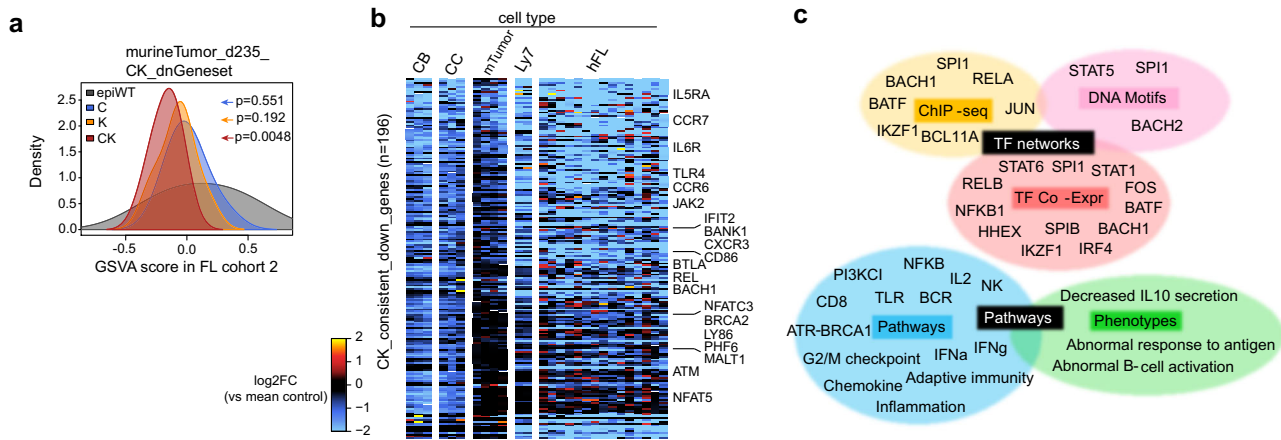 a
murineTumor_d235_
CK_dnGeneset
epiWT
C
K
CK
p=0.551
p=0.192
p=0.0048
Density
2.5
2.0
1.5
1.0
0.5
0.0
-0.5
0.0
0.5
GSVA score in FL cohort 2
log2FC
(vs mean control)
2
1
0
−1
−2
b
cell type
CB
CC
mTumor
Ly7
hFL
CK_consistent_down_genes (n=196)
IL5RA
CCR7
IL6R
TLR4
CCR6
JAK2
IFIT2
BANK1
CXCR3
CD86
BTLA
REL
BACH1
NFATC3
BRCA2
LY86
PHF6
MALT1
ATM
NFAT5
c
SPI1
BACH1
RELA
BATF
ChIP-seq
JUN
IKZF1
BCL11A
STAT5
SPI1
DNA Motifs
BACH2
TF networks
STAT6
SPI1
STAT1
RELB
TF Co-Expr
FOS
BATF
NFKB1
HHEX
SPIB
BACH1
IKZF1
IRF4
PI3KCI
NFKB
IL2
NK
CD8
TLR
BCR
ATR-BRCA1
Pathways
Pathways
G2/M checkpoint
IFNa
IFNg
Chemokine
Adaptive immunity
Inflammation
Decreased IL10 secretion
Phenotypes
Abnormal response to antigen
Abnormal B-cell activation